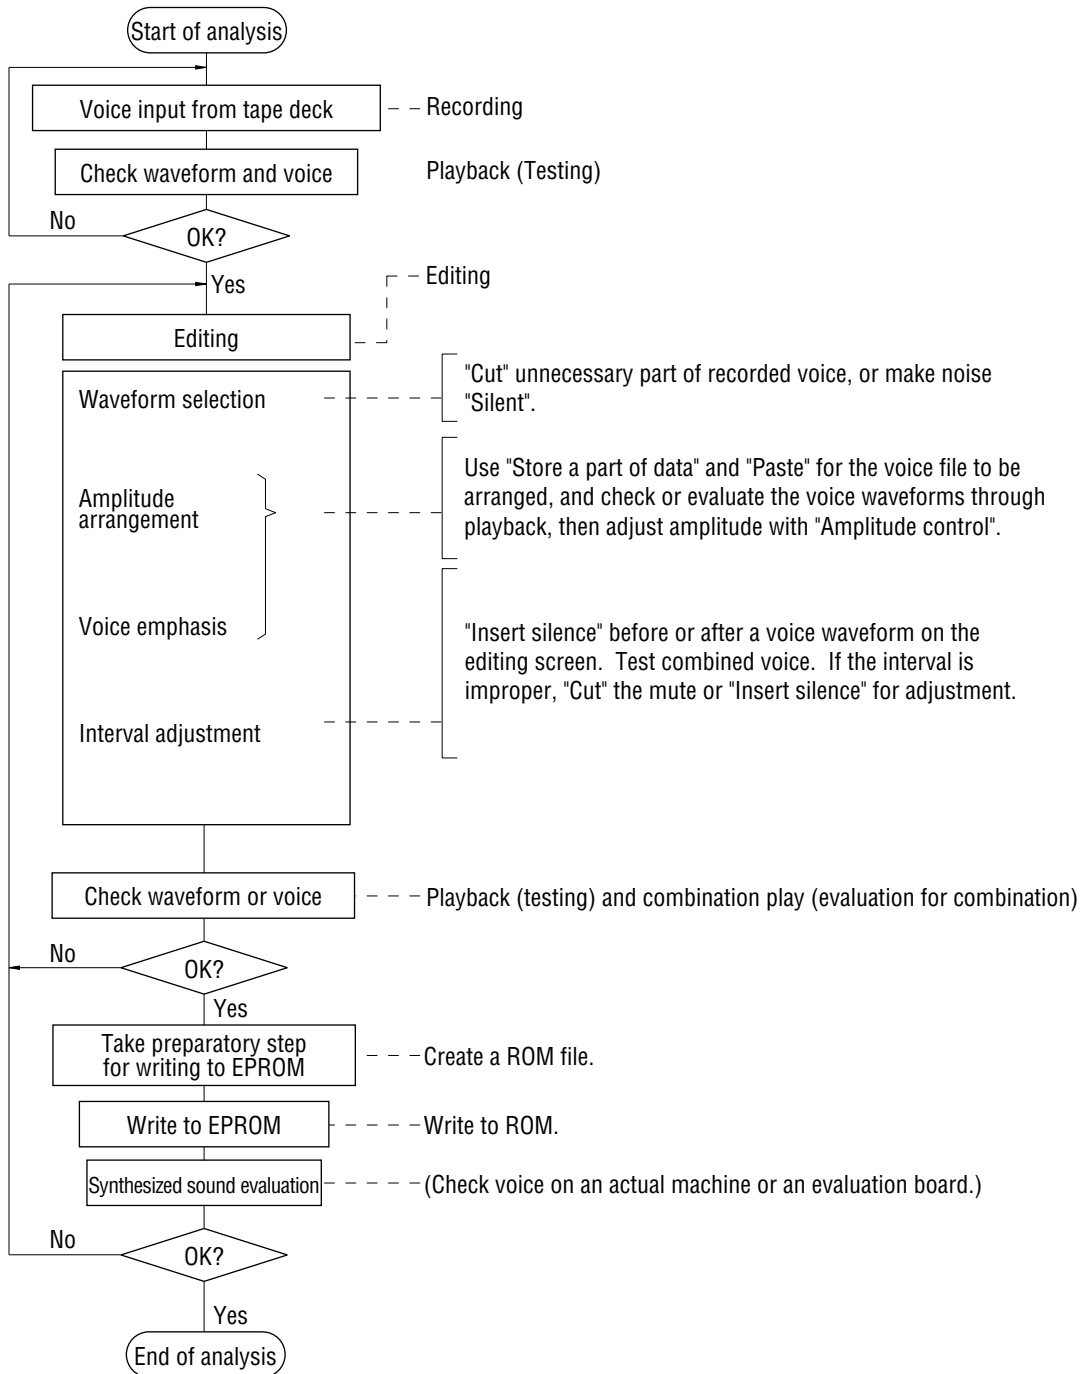 Start of analysis
Voice input from tape deck
Recording
Check waveform and voice
Playback (Testing)
No
OK?
Yes
Editing
Editing
Waveform selection
"Cut" unnecessary part of recorded voice, or make noise
"Silent".
Amplitude
arrangement
Use "Store a part of data" and "Paste" for the voice file to be
arranged, and check or evaluate the voice waveforms through
playback, then adjust amplitude with "Amplitude control".
Voice emphasis
"Insert silence" before or after a voice waveform on the
editing screen. Test combined voice. If the interval is
improper, "Cut" the mute or "Insert silence" for adjustment.
Interval adjustment
Check waveform or voice
Playback (testing) and combination play (evaluation for combination)
No
OK?
Yes
Take preparatory step
for writing to EPROM
Create a ROM file.
Write to EPROM
Write to ROM.
Synthesized sound evaluation
(Check voice on an actual machine or an evaluation board.)
No
OK?
Yes
End of analysis